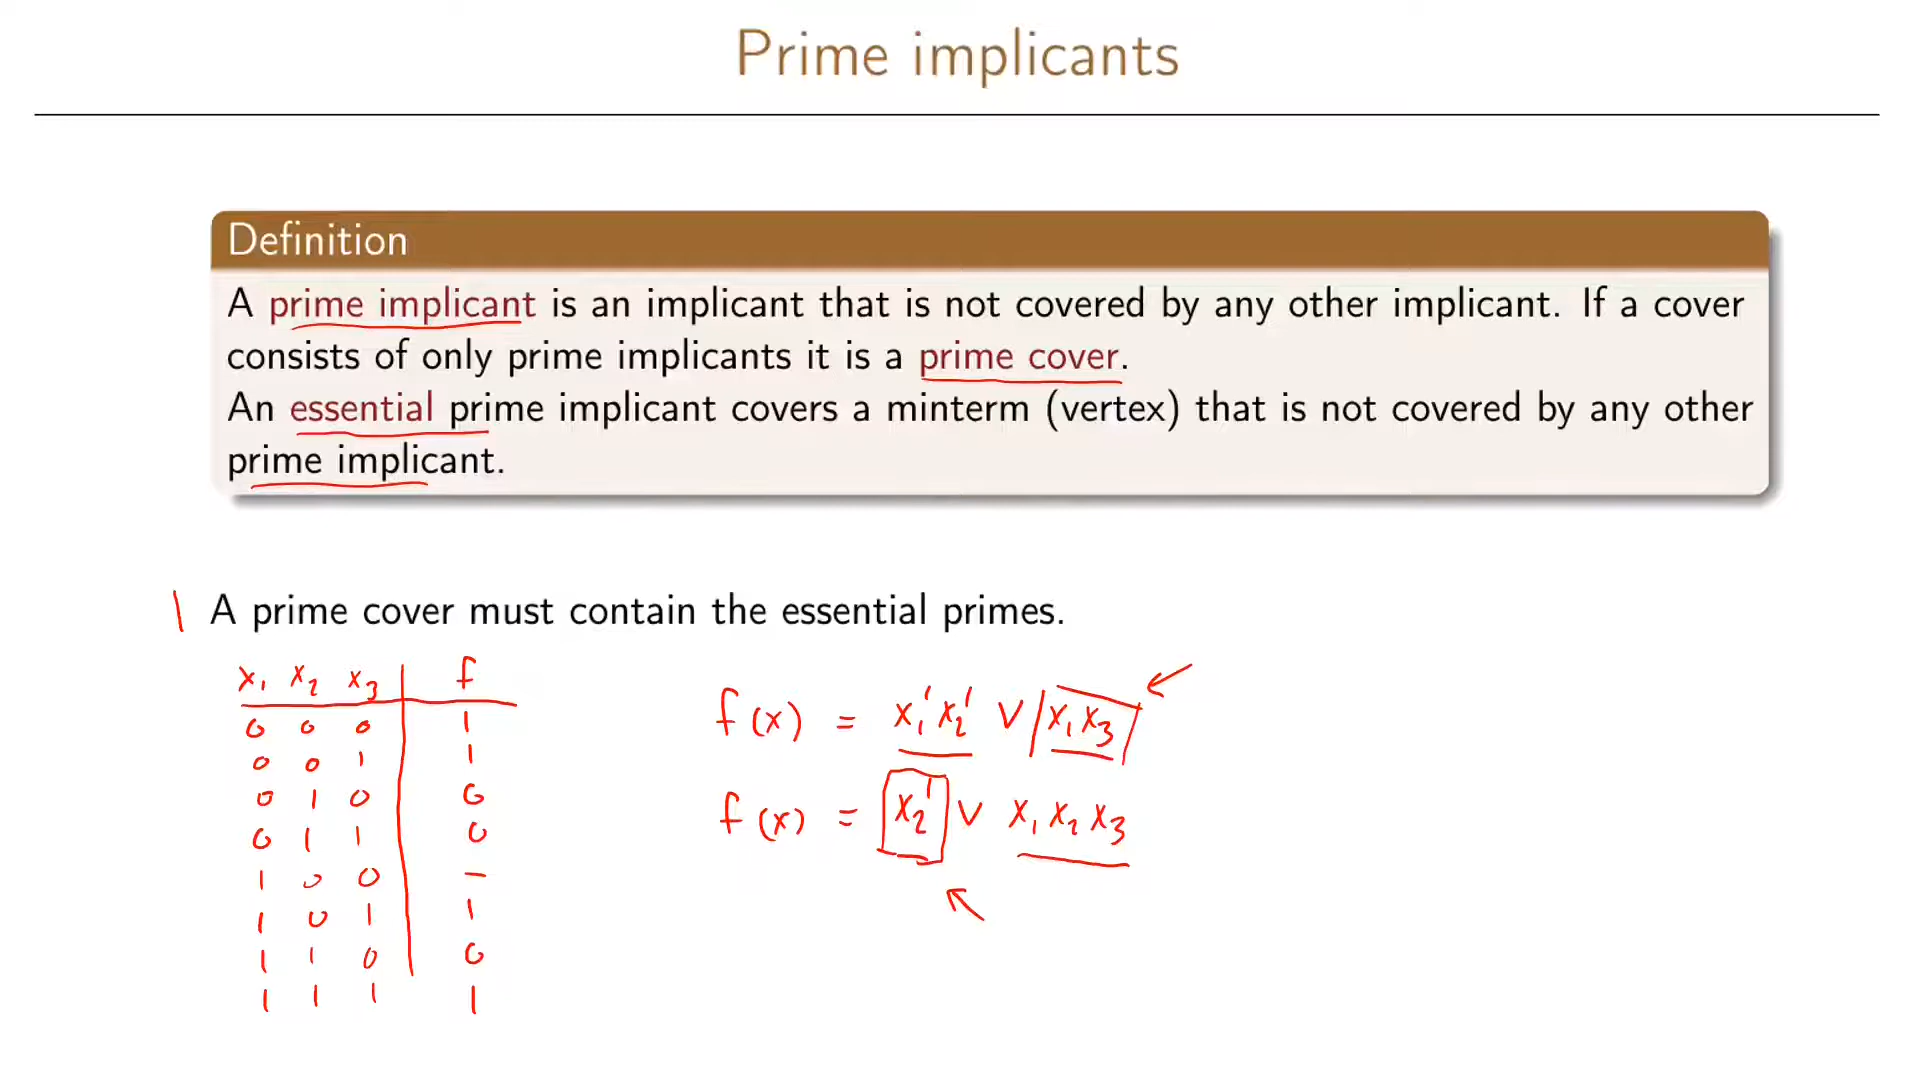 Prime implicants
Definition
A prime implicant is an implicant that is not covered by any other implicant. If a cover
consists of only prime implicants it is a prime cover.
An essential prime implicant covers a minterm (vertex) that is not covered by any other
prime implicant.
A prime cover must contain the essential primes.
x₁ x₂ x₃ | f
0 0 0 | 1
0 0 1 | 1
0 1 0 | 0
0 1 1 | 0
1 0 0 | –
1 0 1 | 1
1 1 0 | 0
1 1 1 | 1
f(x) = x₁'x₂' ∨ x₁x₃
f(x) = x₂' ∨ x₁x₂x₃